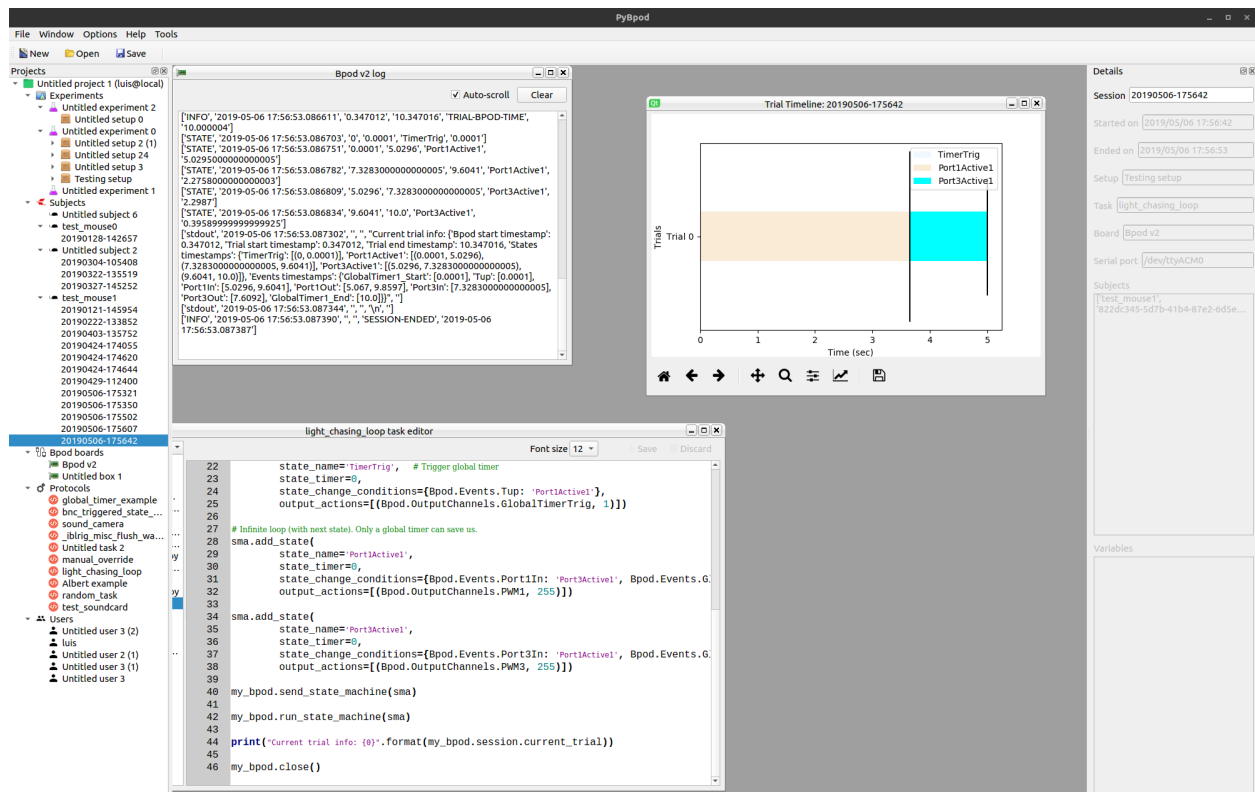 PyBpod
File Window Options Help Tools
New Open Save
Projects
Untitled project 1 (luis@local)
Experiments
Untitled experiment 2
Untitled setup 0
Untitled experiment 0
Untitled setup 2 (1)
Untitled setup 24
Untitled setup 3
Testing setup
Untitled experiment 1
Subjects
Untitled subject 6
test_mouse0
20190128-142657
Untitled subject 2
20190304-105408
20190322-135519
20190327-145252
test_mouse1
20190121-145954
20190222-133852
20190403-135752
20190424-174055
20190424-174620
20190424-174644
20190429-112400
20190506-175321
20190506-175350
20190506-175502
20190506-175607
20190506-175642
Bpod boards
Bpod v2
Untitled box 1
Protocols
global_timer_example
bnc_triggered_state_...
sound_camera
_iblrig_misc_flush_wa...
Untitled task 2
manual_override
light_chasing_loop
Albert example
random_task
test_soundcard
Users
Untitled user 3 (2)
luis
Untitled user 2 (1)
Untitled user 3 (1)
Untitled user 3
Bpod v2 log
Auto-scroll Clear
['INFO', '2019-05-06 17:56:53.086611', '0.347012', '10.347016', 'TRIAL-BPOD-TIME',
'10.000004']
['STATE', '2019-05-06 17:56:53.086703', '0', '0.0001', 'TimerTrig', '0.0001']
['STATE', '2019-05-06 17:56:53.086751', '0.0001', '5.0296', 'Port1Active1',
'5.0295000000000005']
['STATE', '2019-05-06 17:56:53.086782', '7.3283000000000005', '9.6041', 'Port1Active1',
'2.2758000000000003']
['STATE', '2019-05-06 17:56:53.086809', '5.0296', '7.3283000000000005', 'Port3Active1',
'2.2987']
['STATE', '2019-05-06 17:56:53.086834', '9.6041', '10.0', 'Port3Active1',
'0.39589999999999925']
['stdout', '2019-05-06 17:56:53.087302', '', '', "Current trial info: {'Bpod start timestamp':
0.347012, 'Trial start timestamp': 0.347012, 'Trial end timestamp': 10.347016, 'States
timestamps': {'TimerTrig': [(0, 0.0001)], 'Port1Active1': [(0.0001, 5.0296),
(7.3283000000000005, 9.6041)], 'Port3Active1': [(5.0296, 7.3283000000000005),
(9.6041, 10.0)]}, 'Events timestamps': {'GlobalTimer1_Start': [0.0001], 'Tup': [0.0001],
'Port1In': [5.0296, 9.6041], 'Port1Out': [5.067, 9.8597], 'Port3In': [7.3283000000000005],
'Port3Out': [7.6092], 'GlobalTimer1_End': [10.0]}}", '']
['stdout', '2019-05-06 17:56:53.087344', '', '', '\n', '']
['INFO', '2019-05-06 17:56:53.087390', '', '', 'SESSION-ENDED', '2019-05-06
17:56:53.087387']
Trial Timeline: 20190506-175642
TimerTrig
Port1Active1
Port3Active1
Trials
Trial 0
0 1 2 3 4 5
Time (sec)
light_chasing_loop task editor
Font size 12 Save Discard
22 state_name='TimerTrig', # Trigger global timer
23 state_timer=0,
24 state_change_conditions={Bpod.Events.Tup: 'Port1Active1'},
25 output_actions=[(Bpod.OutputChannels.GlobalTimerTrig, 1)])
26
27 # Infinite loop (with next state). Only a global timer can save us.
28 sma.add_state(
29 state_name='Port1Active1',
30 state_timer=0,
31 state_change_conditions={Bpod.Events.Port1In: 'Port3Active1', Bpod.Events.G
32 output_actions=[(Bpod.OutputChannels.PWM1, 255)])
33
34 sma.add_state(
35 state_name='Port3Active1',
36 state_timer=0,
37 state_change_conditions={Bpod.Events.Port3In: 'Port1Active1', Bpod.Events.G
38 output_actions=[(Bpod.OutputChannels.PWM3, 255)])
39
40 my_bpod.send_state_machine(sma)
41
42 my_bpod.run_state_machine(sma)
43
44 print("Current trial info: {0}".format(my_bpod.session.current_trial))
45
46 my_bpod.close()
Details
Session 20190506-175642
Started on 2019/05/06 17:56:42
Ended on 2019/05/06 17:56:53
Setup Testing setup
Task light_chasing_loop
Board Bpod v2
Serial port /dev/ttyACM0
Subjects
['test_mouse1',
'822dc345-5d7b-41b4-87e2-6d5e...
Variables